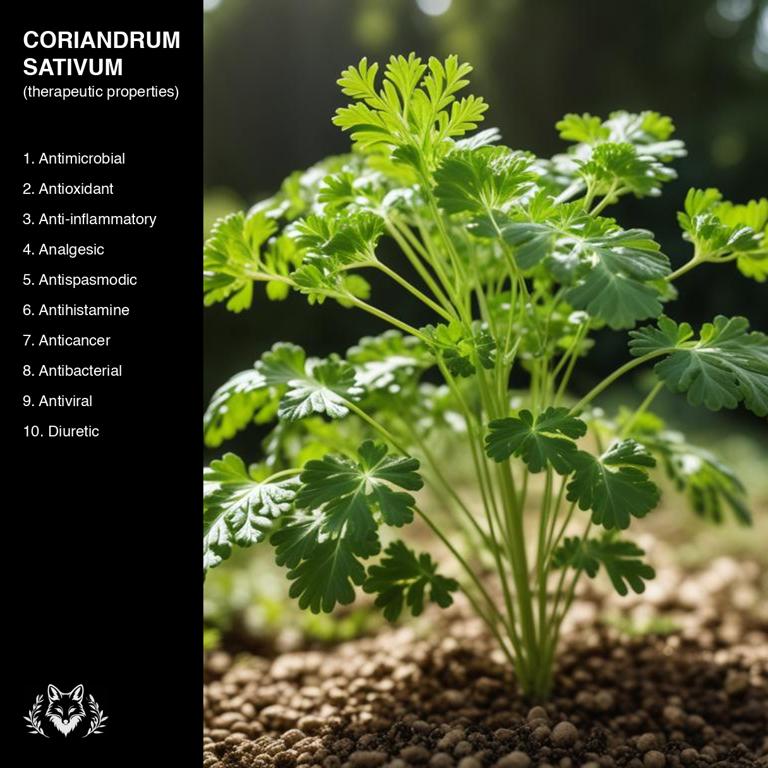 CORIANDRUM
SATIVUM
(therapeutic properties)
1. Antimicrobial
2. Antioxidant
3. Anti-inflammatory
4. Analgesic
5. Antispasmodic
6. Antihistamine
7. Anticancer
8. Antibacterial
9. Antiviral
10. Diuretic